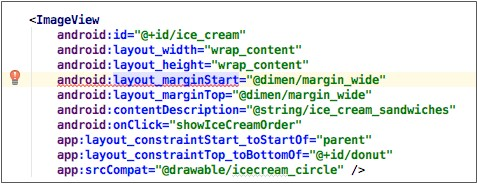 <ImageView
android:id="@+id/ice_cream"
android:layout_width="wrap_content"
android:layout_height="wrap_content"
android:layout_marginStart="@dimen/margin_wide"
android:layout_marginTop="@dimen/margin_wide"
android:contentDescription="@string/ice_cream_sandwiches"
android:onClick="showIceCreamOrder"
app:layout_constraintStart_toStartOf="parent"
app:layout_constraintTop_toBottomOf="@+id/donut"
app:srcCompat="@drawable/icecream_circle" />